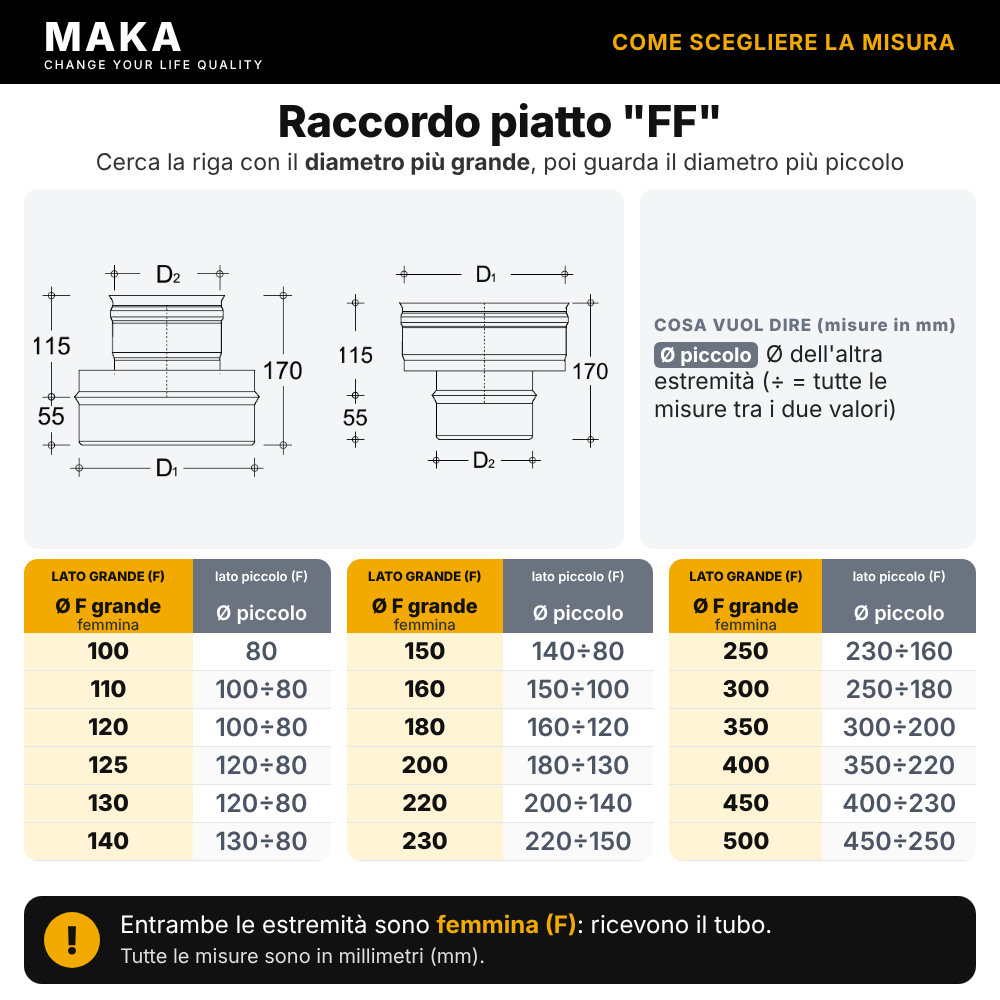 MAKA
CHANGE YOUR LIFE QUALITY
COME SCEGLIERE LA MISURA
Raccordo piatto "FF"
Cerca la riga con il diametro più grande, poi guarda il diametro più piccolo
D2
115
170
55
D1
D1
115
170
55
D2
COSA VUOL DIRE (misure in mm)
Ø piccolo Ø dell'altra
estremità (÷ = tutte le
misure tra i due valori)
LATO GRANDE (F) lato piccolo (F)
Ø F grande
femmina
Ø piccolo
100 80
110 100÷80
120 100÷80
125 120÷80
130 120÷80
140 130÷80
LATO GRANDE (F) lato piccolo (F)
Ø F grande
femmina
Ø piccolo
150 140÷80
160 150÷100
180 160÷120
200 180÷130
220 200÷140
230 220÷150
LATO GRANDE (F) lato piccolo (F)
Ø F grande
femmina
Ø piccolo
250 230÷160
300 250÷180
350 300÷200
400 350÷220
450 400÷230
500 450÷250
!
Entrambe le estremità sono femmina (F): ricevono il tubo.
Tutte le misure sono in millimetri (mm).